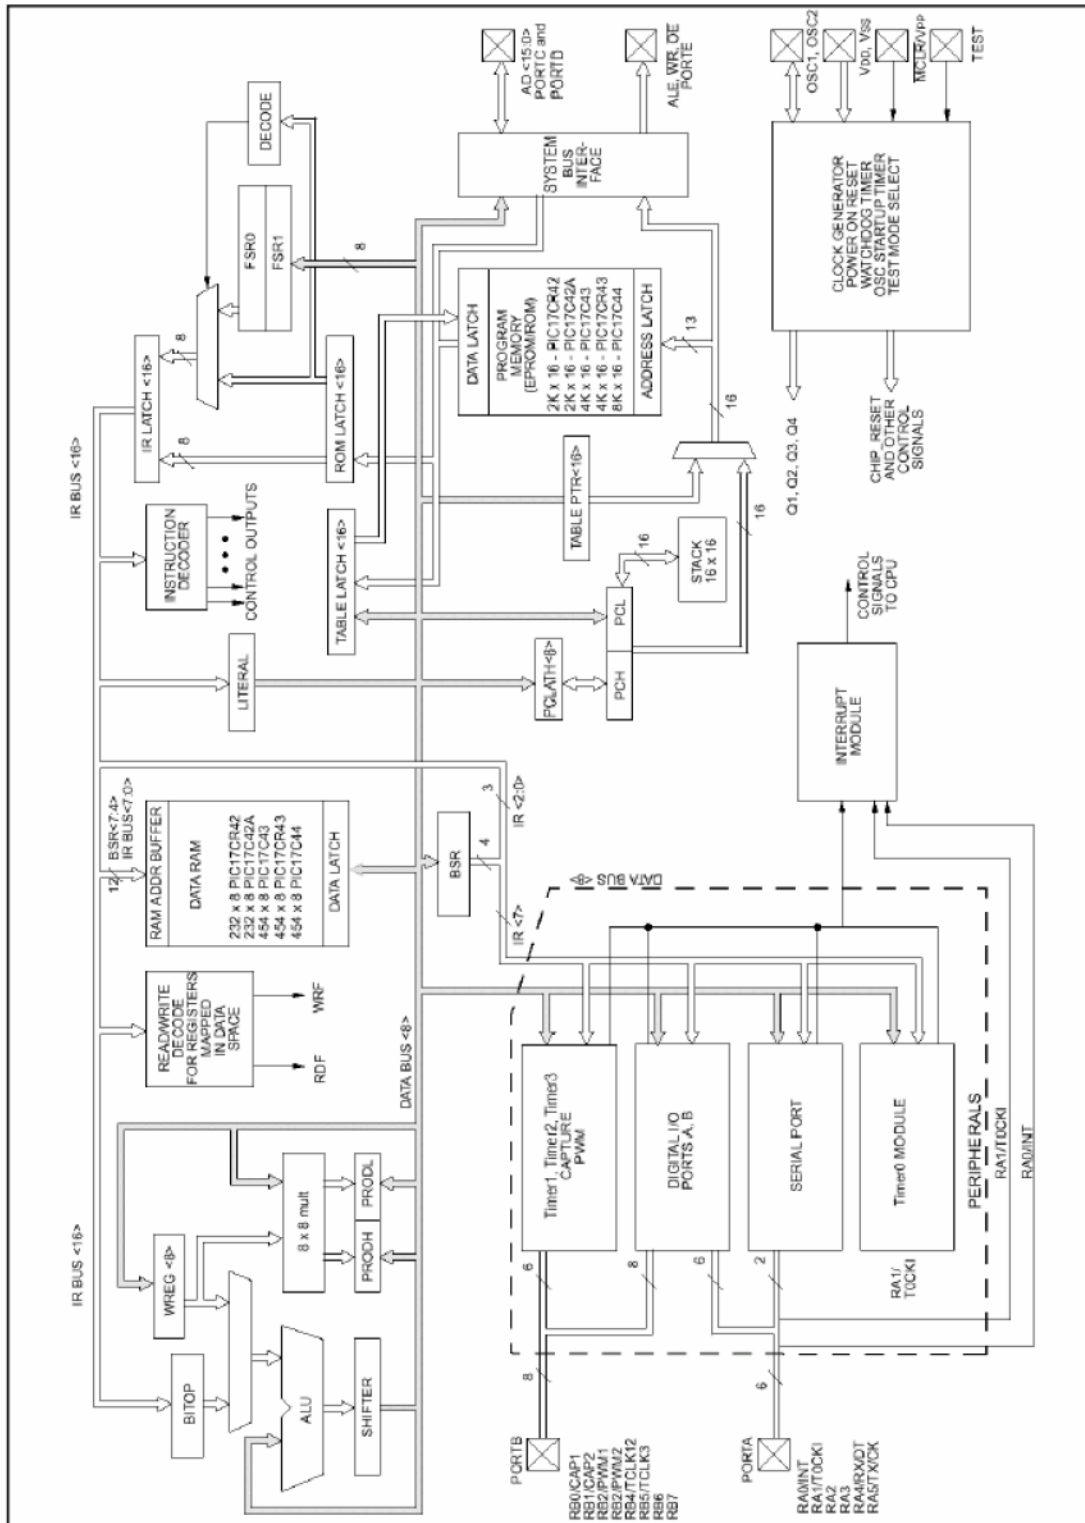 IR BUS <16>
BITOP
WREG <8>
ALU
SHIFTER
8 x 8 mult
PRODH
PRODL
READ/WRITE
DECODE
FOR REGISTERS
MAPPED
IN DATA
SPACE
RDF
WRF
DATA BUS <8>
12
BSR<7:4>
IR BUS<7:0>
RAM ADDR BUFFER
DATA RAM
232 x 8 PIC17CR42
232 x 8 PIC17C42A
454 x 8 PIC17C43
454 x 8 PIC17CR43
454 x 8 PIC17C44
DATA LATCH
BSR
4
3
IR <2:0>
IR <7>
LITERAL
INSTRUCTION
DECODER
CONTROL OUTPUTS
IR BUS <16>
IR LATCH <16>
8
8
ROM LATCH <16>
TABLE LATCH <16>
FSR0
FSR1
8
DECODE
PCLATH<8>
PCH
PCL
16
STACK
16 x 16
16
TABLE PTR<16>
16
13
DATA LATCH
PROGRAM
MEMORY
(EPROM/ROM)
2K x 16 - PIC17CR42
2K x 16 - PIC17C42A
4K x 16 - PIC17C43
4K x 16 - PIC17CR43
8K x 16 - PIC17C44
ADDRESS LATCH
SYSTEM
BUS
INTER-
FACE
AD <15:0>
PORTC and
PORTD
ALE, WR, OE
PORTE
PORTB
RB0/CAP1
RB1/CAP2
RB2/PWM1
RB2/PWM2
RB4/TCLK12
RB5/TCLK3
RB6
RB7
8
6
8
Timer1, Timer2, Timer3
CAPTURE
PWM
DIGITAL I/O
PORTS A, B
SERIAL PORT
Timer0 MODULE
DATA BUS <8>
PORTA
RA0/INT
RA1/T0CKI
RA2
RA3
RA4/RX/DT
RA5/TX/CK
6
6
2
RA1/
T0CKI
PERIPHERALS
RA1/T0CKI
RA0/INT
INTERRUPT
MODULE
CONTROL
SIGNALS
TO CPU
Q1, Q2, Q3, Q4
CHIP_RESET
AND OTHER
CONTROL
SIGNALS
CLOCK GENERATOR
POWER ON RESET
WATCHDOG TIMER
OSC STARTUP TIMER
TEST MODE SELECT
OSC1, OSC2
VDD, VSS
MCLR/VPP
TEST